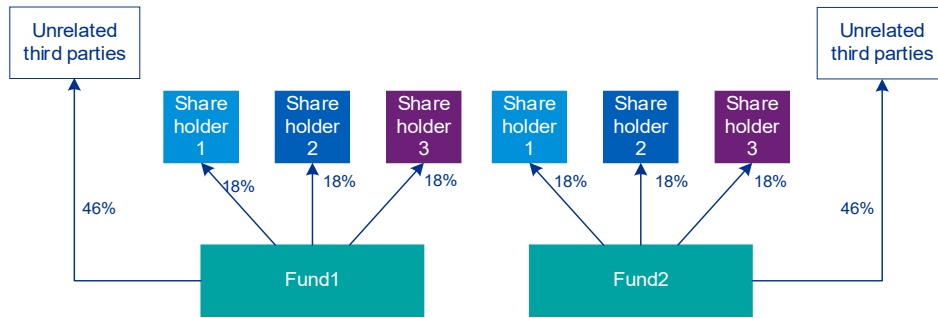 Unrelated
third parties
Unrelated
third parties
Share
holder
1
Share
holder
2
Share
holder
3
Share
holder
1
Share
holder
2
Share
holder
3
18%
18%
18%
18%
18%
18%
46%
46%
Fund1
Fund2